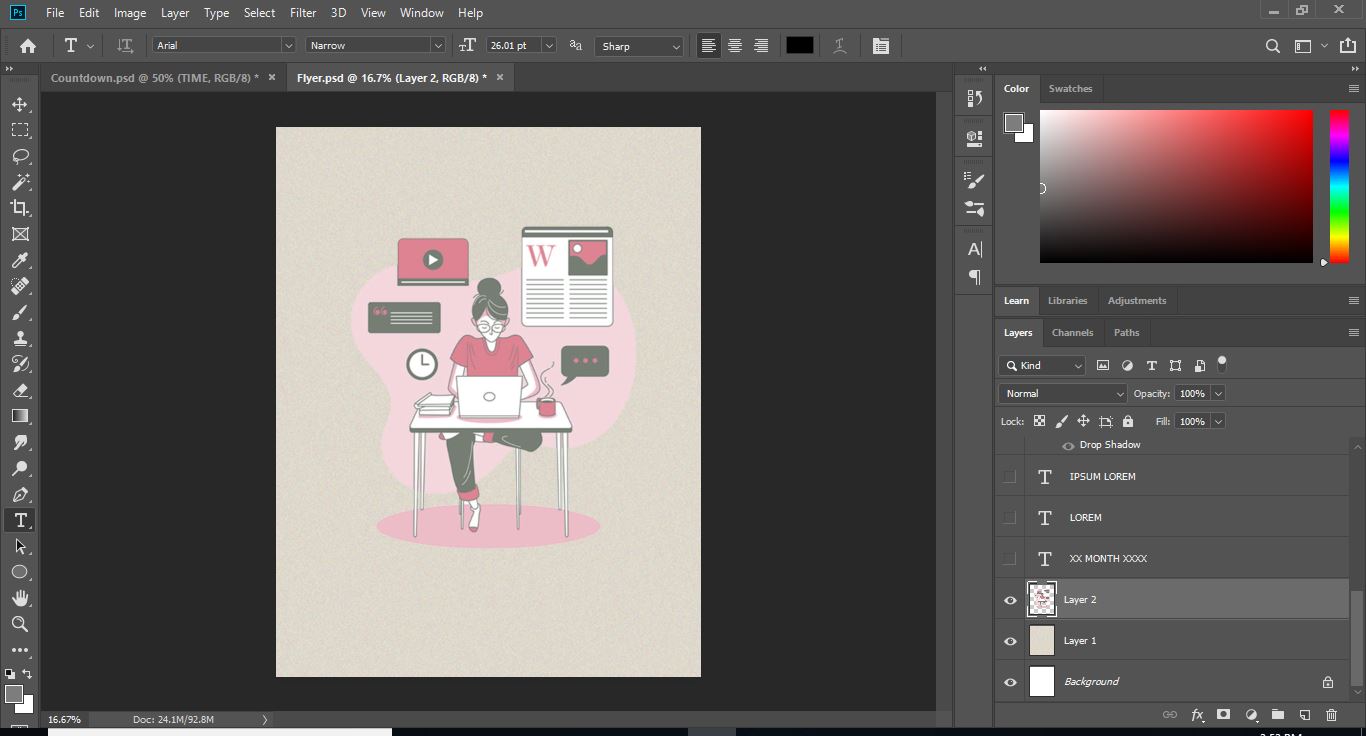 Ps File Edit Image Layer Type Select Filter 3D View Window Help
T Arial Narrow 26.01 pt aa Sharp
Countdown.psd @ 50% (TIME, RGB/8) * × Flyer.psd @ 16.7% (Layer 2, RGB/8) * ×
Color Swatches
W
Learn Libraries Adjustments
Layers Channels Paths
Kind
Normal Opacity: 100%
Lock: Fill: 100%
Drop Shadow
T IPSUM LOREM
T LOREM
T XX MONTH XXXX
Layer 2
Layer 1
Background
16.67% Doc: 24.1M/92.8M
fx